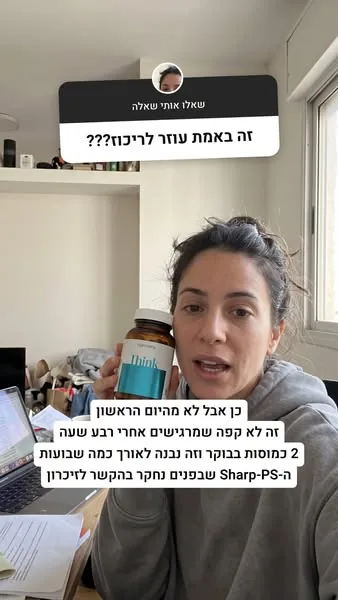 שאלו אותי שאלה
זה באמת עוזר לריכוז???
Think
כן אבל לא מהיום הראשון
זה לא קפה שמרגישים אחרי רבע שעה
2 כמוסות בבוקר וזה נבנה לאורך כמה שבועות
ה-Sharp-PS שבפנים נחקר בהקשר לזיכרון